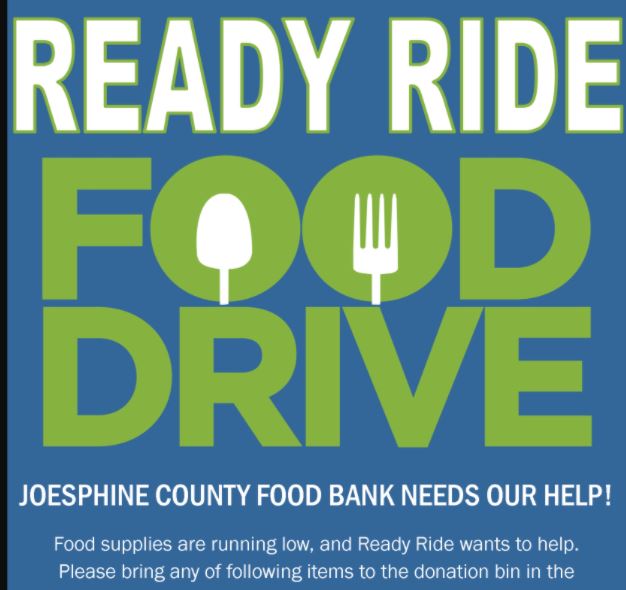 READY RIDE
FOOD
DRIVE
JOESPHINE COUNTY FOOD BANK NEEDS OUR HELP!
Food supplies are running low, and Ready Ride wants to help.
Please bring any of following items to the donation bin in the